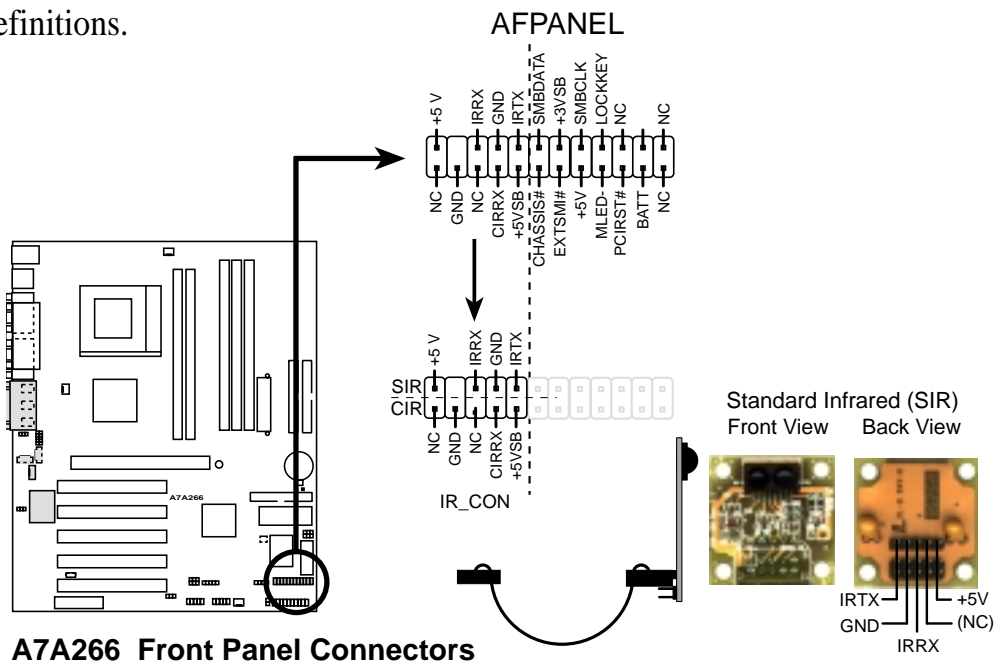 efinitions.
AFPANEL
+5 V
IRRX
GND
IRTX
SMBDATA
+3VSB
SMBCLK
LOCKKEY
NC
NC
NC
GND
NC
CIRRX
+5VSB
CHASSIS#
EXTSMI#
+5V
MLED-
PCIRST#
BATT
NC
+5 V
IRRX
GND
IRTX
SIR
CIR
NC
GND
NC
CIRRX
+5VSB
IR_CON
A7A266
Standard Infrared (SIR)
Front View Back View
IRTX
+5V
GND
(NC)
IRRX
A7A266 Front Panel Connectors